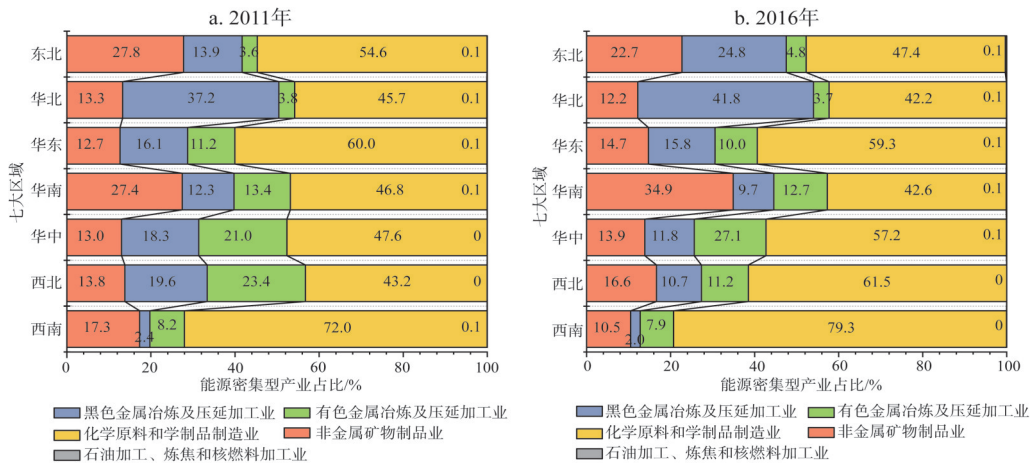 a. 2011年
七大区域
东北
27.8 13.9 3.6 54.6 0.1
华北
13.3 37.2 3.8 45.7 0.1
华东
12.7 16.1 11.2 60.0 0.1
华南
27.4 12.3 13.4 46.8 0.1
华中
13.0 18.3 21.0 47.6 0
西北
13.8 19.6 23.4 43.2 0
西南
17.3 2.4 8.2 72.0 0.1
0 20 40 60 80 100
能源密集型产业占比/%
黑色金属冶炼及压延加工业 有色金属冶炼及压延加工业
化学原料和学制品制造业 非金属矿物制品业
石油加工、炼焦和核燃料加工业
b. 2016年
七大区域
东北
22.7 24.8 4.8 47.4 0.1
华北
12.2 41.8 3.7 42.2 0.1
华东
14.7 15.8 10.0 59.3 0.1
华南
34.9 9.7 12.7 42.6 0.1
华中
13.9 11.8 27.1 57.2 0.1
西北
16.6 10.7 11.2 61.5 0
西南
10.5 2.0 7.9 79.3 0
0 20 40 60 80 100
能源密集型产业占比/%
黑色金属冶炼及压延加工业 有色金属冶炼及压延加工业
化学原料和学制品制造业 非金属矿物制品业
石油加工、炼焦和核燃料加工业